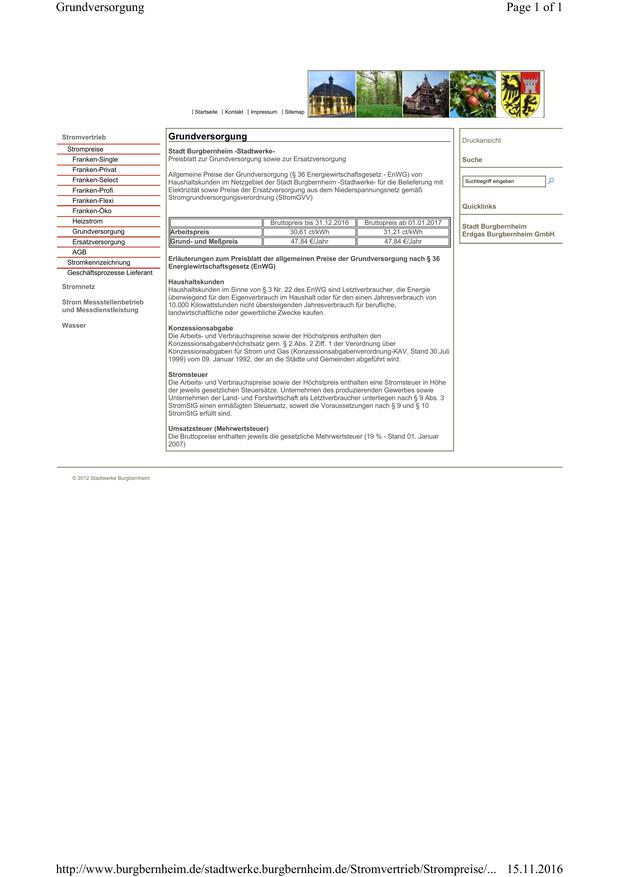 Grundversorgung
Page 1 of 1
| Startseite | Kontakt | Impressum | Sitemap
Stromvertrieb
Strompreise
Franken-Single
Franken-Privat
Franken-Select
Franken-Profi
Franken-Flexi
Franken-Öko
Heizstrom
Grundversorgung
Ersatzversorgung
AGB
Stromkennzeichnung
Geschäftsprozesse Lieferant
Stromnetz
Strom Messstellenbetrieb
und Messdienstleistung
Wasser
Grundversorgung
Stadt Burgbernheim -Stadtwerke-
Preisblatt zur Grundversorgung sowie zur Ersatzversorgung
Allgemeine Preise der Grundversorgung (§ 36 Energiewirtschaftsgesetz - EnWG) von
Haushaltskunden im Netzgebiet der Stadt Burgbernheim -Stadtwerke- für die Belieferung mit
Elektrizität sowie Preise der Ersatzversorgung aus dem Niederspannungsnetz gemäß
Stromgrundversorgungsverordnung (StromGVV)
Bruttopreis bis 31.12.2016 Bruttopreis ab 01.01.2017
Arbeitspreis 30,61 ct/kWh 31,21 ct/kWh
Grund- und Meßpreis 47,84 €/Jahr 47,84 €/Jahr
Erläuterungen zum Preisblatt der allgemeinen Preise der Grundversorgung nach § 36
Energiewirtschaftsgesetz (EnWG)
Haushaltskunden
Haushaltskunden im Sinne von § 3 Nr. 22 des EnWG sind Letztverbraucher, die Energie
überwiegend für den Eigenverbrauch im Haushalt oder für den einen Jahresverbrauch von
10.000 Kilowattstunden nicht übersteigenden Jahresverbrauch für berufliche,
landwirtschaftliche oder gewerbliche Zwecke kaufen.
Konzessionsabgabe
Die Arbeits- und Verbrauchspreise sowie der Höchstpreis enthalten den
Konzessionsabgabenhöchstsatz gem. § 2 Abs. 2 Ziff. 1 der Verordnung über
Konzessionsabgaben für Strom und Gas (Konzessionsabgabenverordnung-KAV, Stand 30.Juli
1999) vom 09. Januar 1992, der an die Städte und Gemeinden abgeführt wird.
Stromsteuer
Die Arbeits- und Verbrauchspreise sowie der Höchstpreis enthalten eine Stromsteuer in Höhe
der jeweils gesetzlichen Steuersätze. Unternehmen des produzierenden Gewerbes sowie
Unternehmen der Land- und Forstwirtschaft als Letztverbraucher unterliegen nach § 9 Abs. 3
StromStG einen ermäßigten Steuersatz, soweit die Voraussetzungen nach § 9 und § 10
StromStG erfüllt sind.
Umsatzsteuer (Mehrwertsteuer)
Die Bruttopreise enthalten jeweils die gesetzliche Mehrwertsteuer (19 % - Stand 01. Januar
2007)
Druckansicht
Suche
Suchbegriff eingeben
Quicklinks
Stadt Burgbernheim
Erdgas Burgbernheim GmbH
© 2012 Stadtwerke Burgbernheim
http://www.burgbernheim.de/stadtwerke.burgbernheim.de/Stromvertrieb/Strompreise/... 15.11.2016